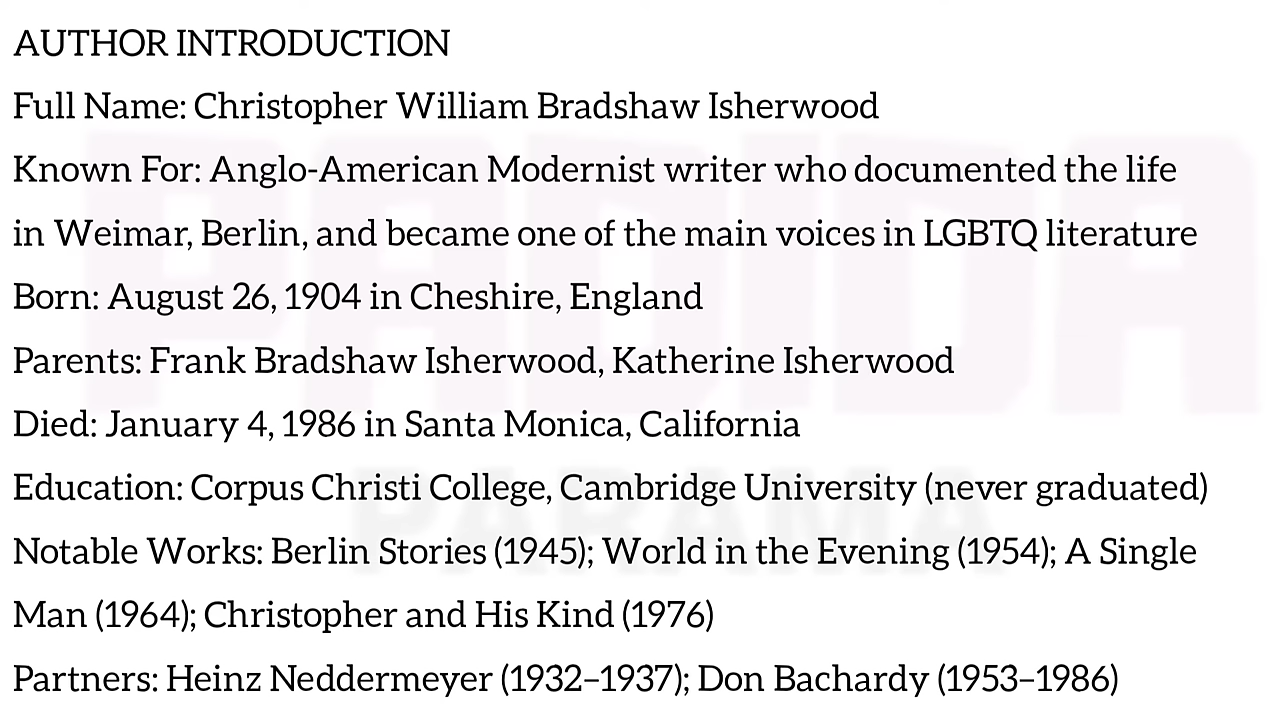 AUTHOR INTRODUCTION
Full Name: Christopher William Bradshaw Isherwood
Known For: Anglo-American Modernist writer who documented the life
in Weimar, Berlin, and became one of the main voices in LGBTQ literature
Born: August 26, 1904 in Cheshire, England
Parents: Frank Bradshaw Isherwood, Katherine Isherwood
Died: January 4, 1986 in Santa Monica, California
Education: Corpus Christi College, Cambridge University (never graduated)
Notable Works: Berlin Stories (1945); World in the Evening (1954); A Single
Man (1964); Christopher and His Kind (1976)
Partners: Heinz Neddermeyer (1932–1937); Don Bachardy (1953–1986)
PADIDA
PARAMA